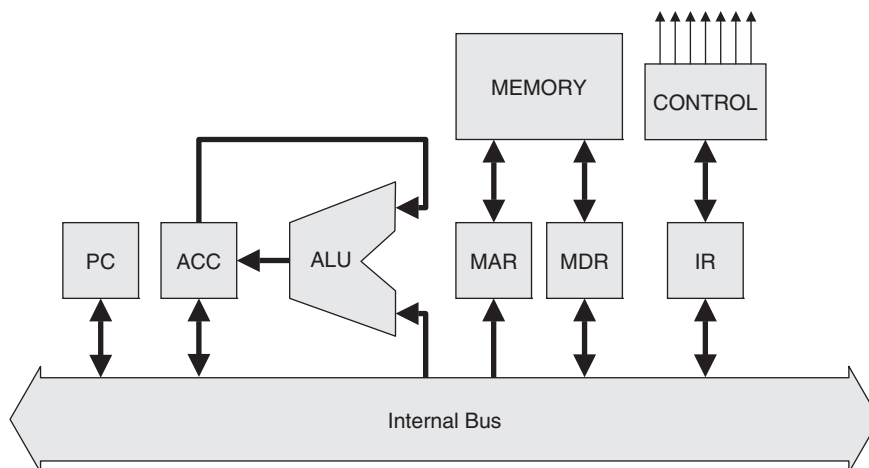 MEMORY
CONTROL
PC
ACC
ALU
MAR
MDR
IR
Internal Bus